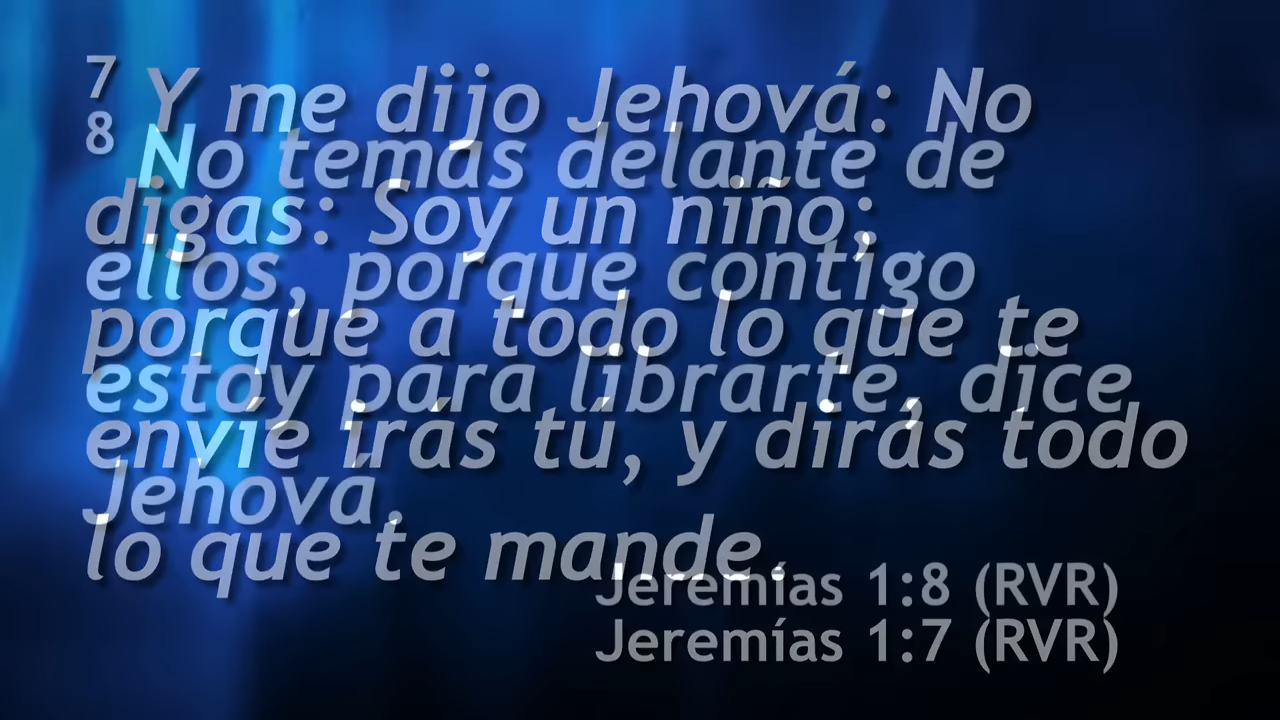 7 Y me dijo Jehová: No
digas: Soy un niño;
porque a todo lo que te
envíe irás tú, y dirás todo
lo que te mande.
Jeremías 1:7 (RVR)
8 No temas delante de
ellos, porque contigo
estoy para librarte, dice
Jehová.
Jeremías 1:8 (RVR)